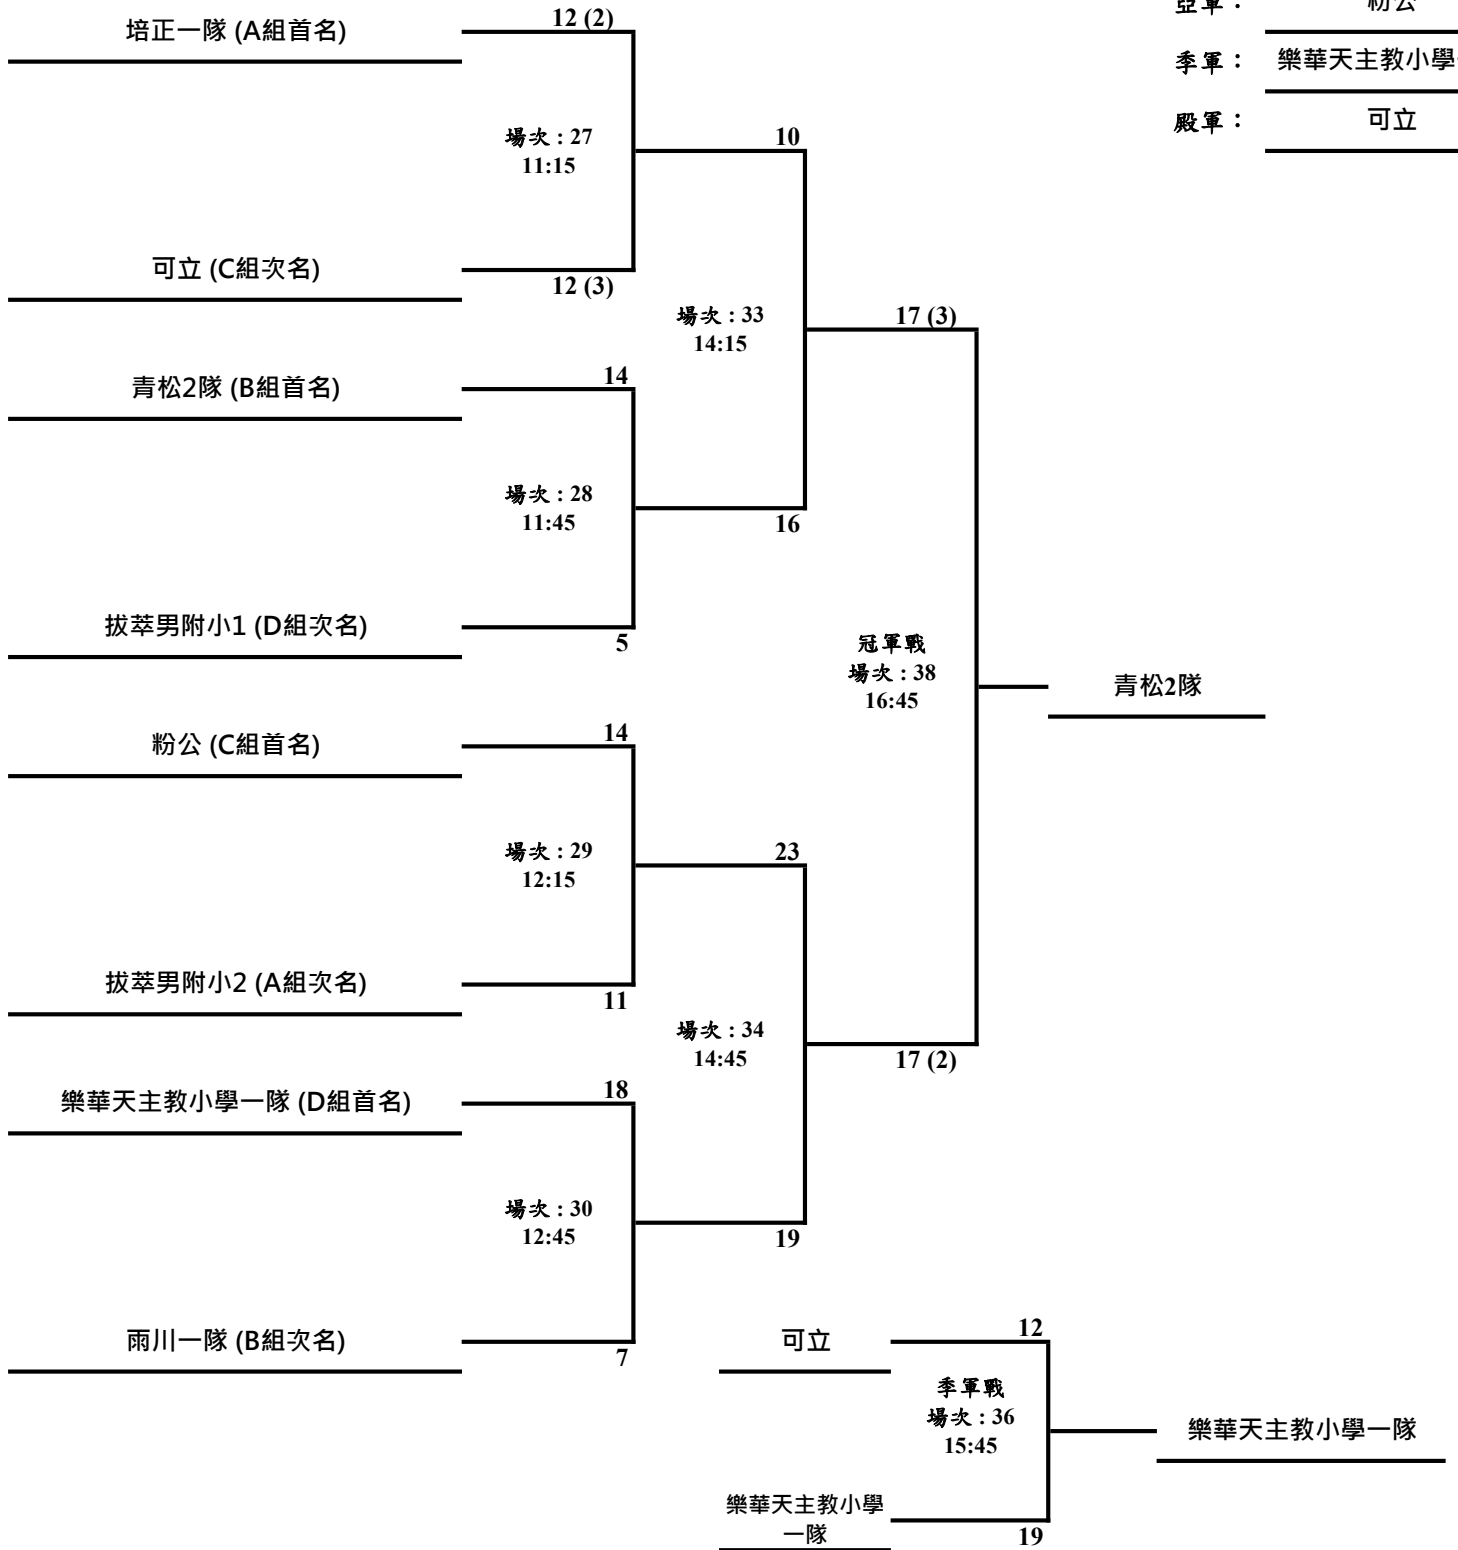 培正一隊 (A組首名)
12 (2)
場次 : 27
11:15
可立 (C組次名)
12 (3)
10
場次 : 33
14:15
16
青松2隊 (B組首名)
14
場次 : 28
11:45
拔萃男附小1 (D組次名)
5
17 (3)
冠軍戰
場次 : 38
16:45
17 (2)
青松2隊
粉公 (C組首名)
14
場次 : 29
12:15
拔萃男附小2 (A組次名)
11
23
場次 : 34
14:45
19
樂華天主教小學一隊 (D組首名)
18
場次 : 30
12:45
雨川一隊 (B組次名)
7
可立
12
季軍戰
場次 : 36
15:45
樂華天主教小學
一隊
19
樂華天主教小學一隊
亞軍： 粉公
季軍： 樂華天主教小學
殿軍： 可立